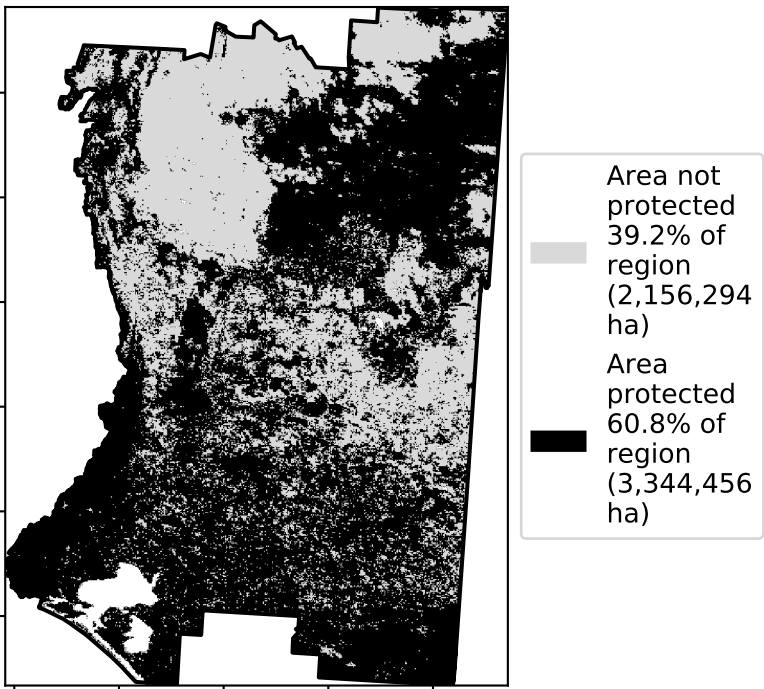 Area not
protected
39.2% of
region
(2,156,294
ha)
Area
protected
60.8% of
region
(3,344,456
ha)